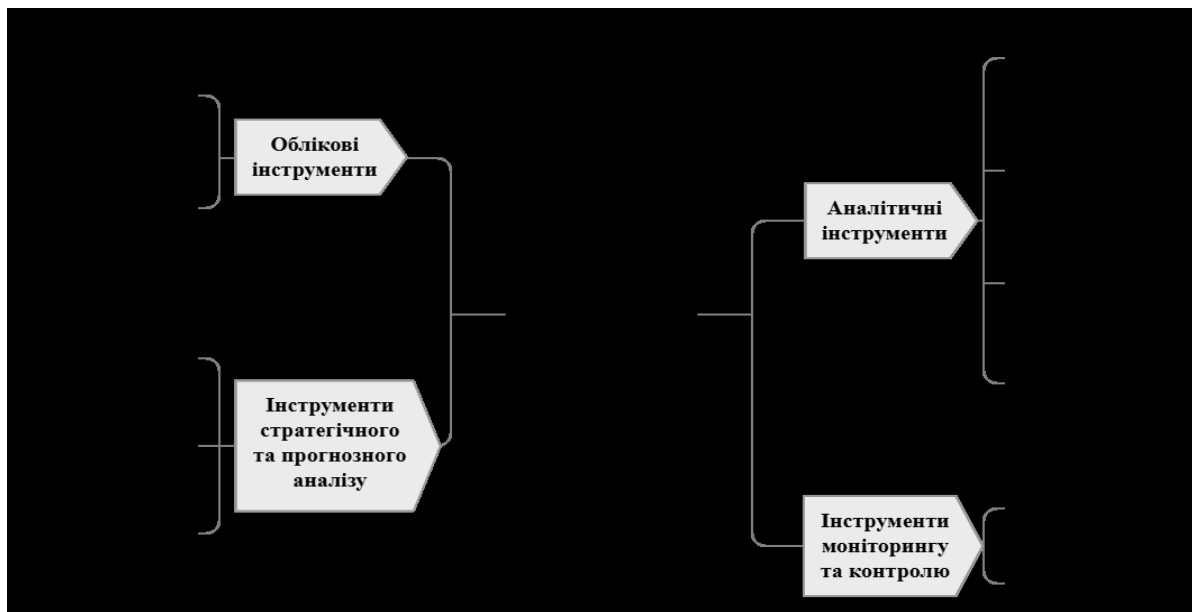 Облікові
інструменти
Інструменти
стратегічного
та прогнозного
аналізу
Аналітичні
інструменти
Інструменти
моніторингу
та контролю